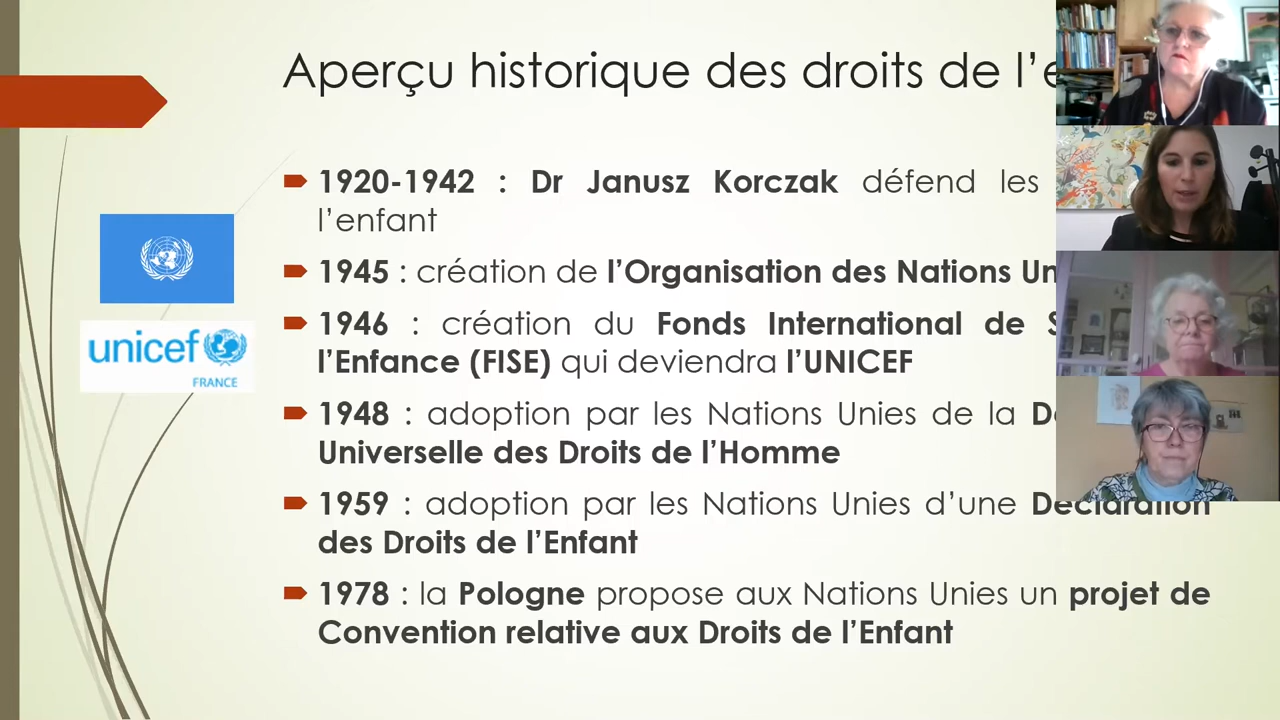 Aperçu historique des droits de l’e
1920-1942 : Dr Janusz Korczak défend les
l’enfant
1945 : création de l’Organisation des Nations Un
1946 : création du Fonds International de S
l’Enfance (FISE) qui deviendra l’UNICEF
1948 : adoption par les Nations Unies de la D
Universelle des Droits de l’Homme
1959 : adoption par les Nations Unies d’une Déclaration
des Droits de l’Enfant
1978 : la Pologne propose aux Nations Unies un projet de
Convention relative aux Droits de l’Enfant
unicef
FRANCE